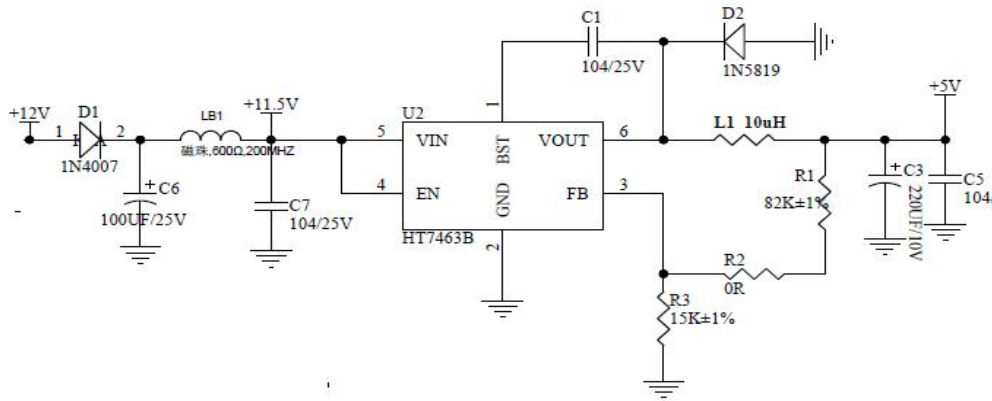 C1
104/25V
D2
1N5819
+12V
D1
1
2
1N4007
LB1
磁珠,600Ω,200MHZ
+11.5V
C6
100UF/25V
C7
104/25V
U2
1
5
VIN
BST
VOUT
6
4
EN
GND
FB
3
HT7463B
2
L1 10uH
+5V
R1
82K±1%
C3
220UF/10V
C5
104/
R2
0R
R3
15K±1%